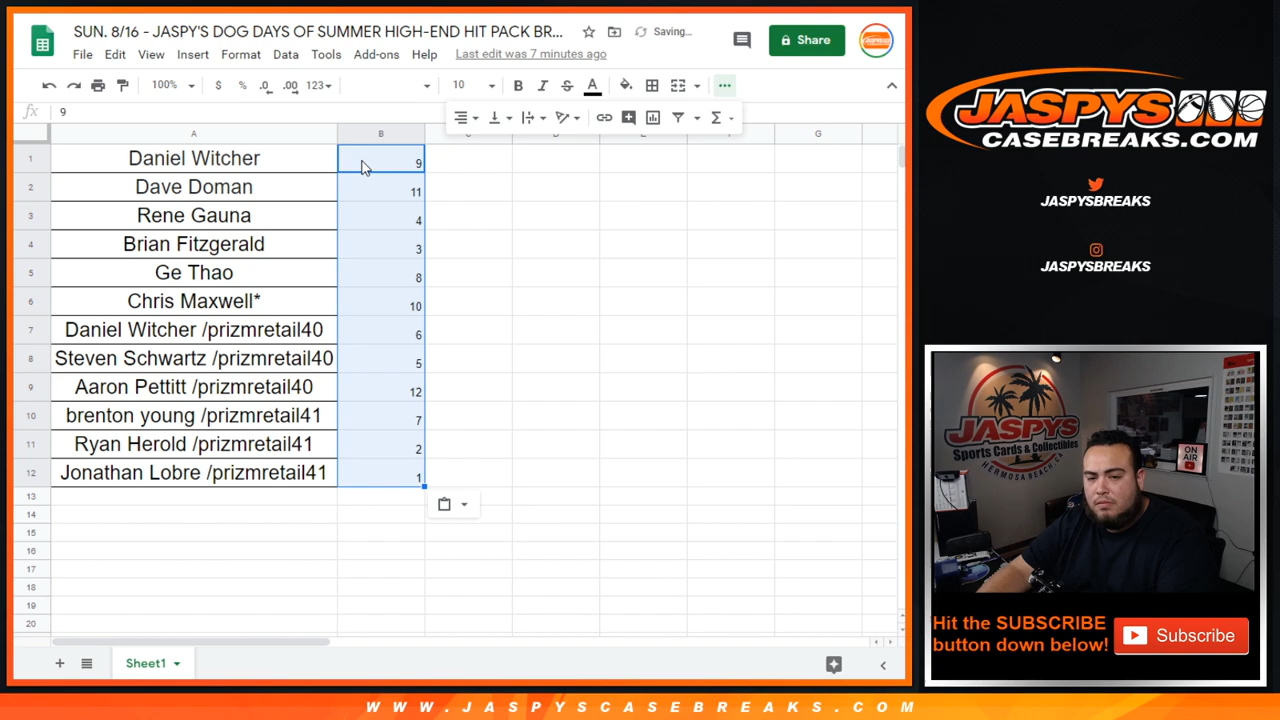 SUN. 8/16 - JASPY'S DOG DAYS OF SUMMER HIGH-END HIT PACK BR...
Saving...
Share
File Edit View Insert Format Data Tools Add-ons Help Last edit was 7 minutes ago
100% $ % .0 .00 123 10 B I S A
fx 9
A B C D E F G
1 Daniel Witcher 9
2 Dave Doman 11
3 Rene Gauna 4
4 Brian Fitzgerald 3
5 Ge Thao 8
6 Chris Maxwell* 10
7 Daniel Witcher /prizmretail40 6
8 Steven Schwartz /prizmretail40 5
9 Aaron Pettitt /prizmretail40 12
10 brenton young /prizmretail41 7
11 Ryan Herold /prizmretail41 2
12 Jonathan Lobre /prizmretail41 1
13
14
15
16
17
18
19
20
Sheet1
JASPYS
CASEBREAKS.COM
JASPYSBREAKS
JASPYSBREAKS
JASPYS
Sports Cards & Collectibles
HERMOSA BEACH, CA
ON AIR
Hit the SUBSCRIBE
button down below!
Subscribe
WWW.JASPYSCASEBREAKS.COM